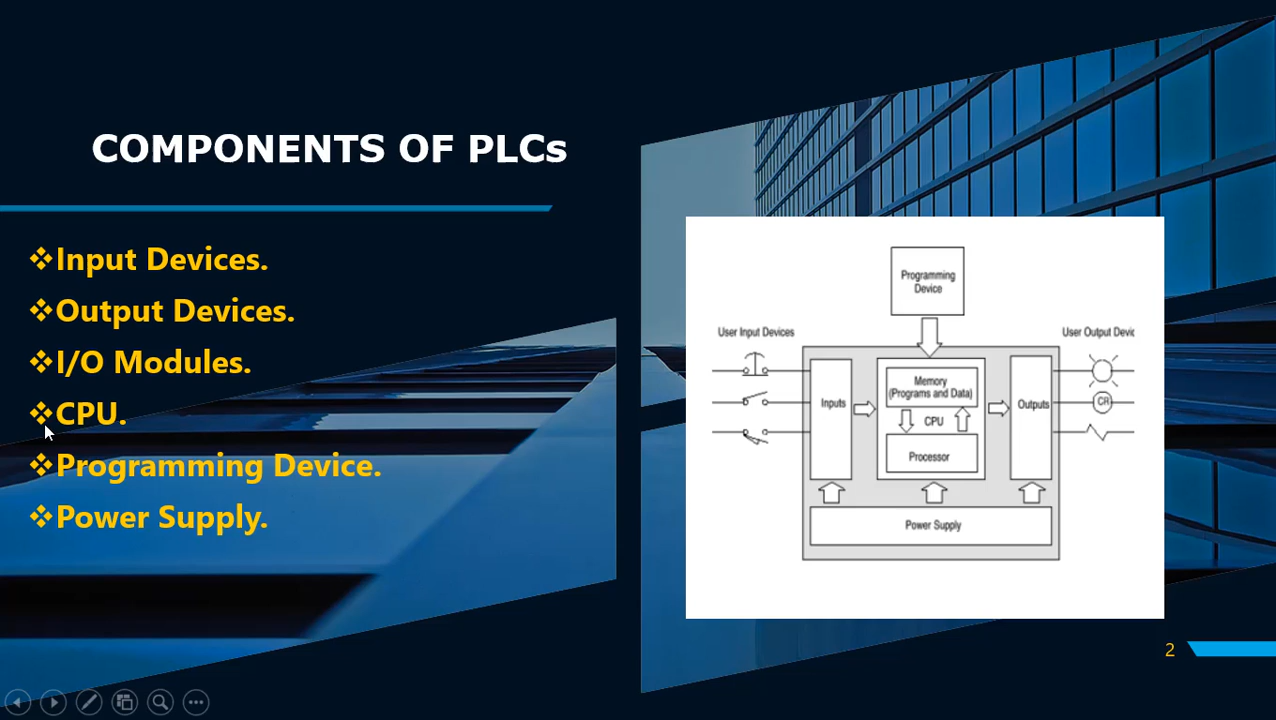 COMPONENTS OF PLCs
❖Input Devices.
❖Output Devices.
❖I/O Modules.
❖CPU.
❖Programming Device.
❖Power Supply.
Programming
Device
User Input Devices
User Output Devic
Inputs
Memory
(Programs and Data)
CPU
Processor
Outputs
CR
Power Supply
2